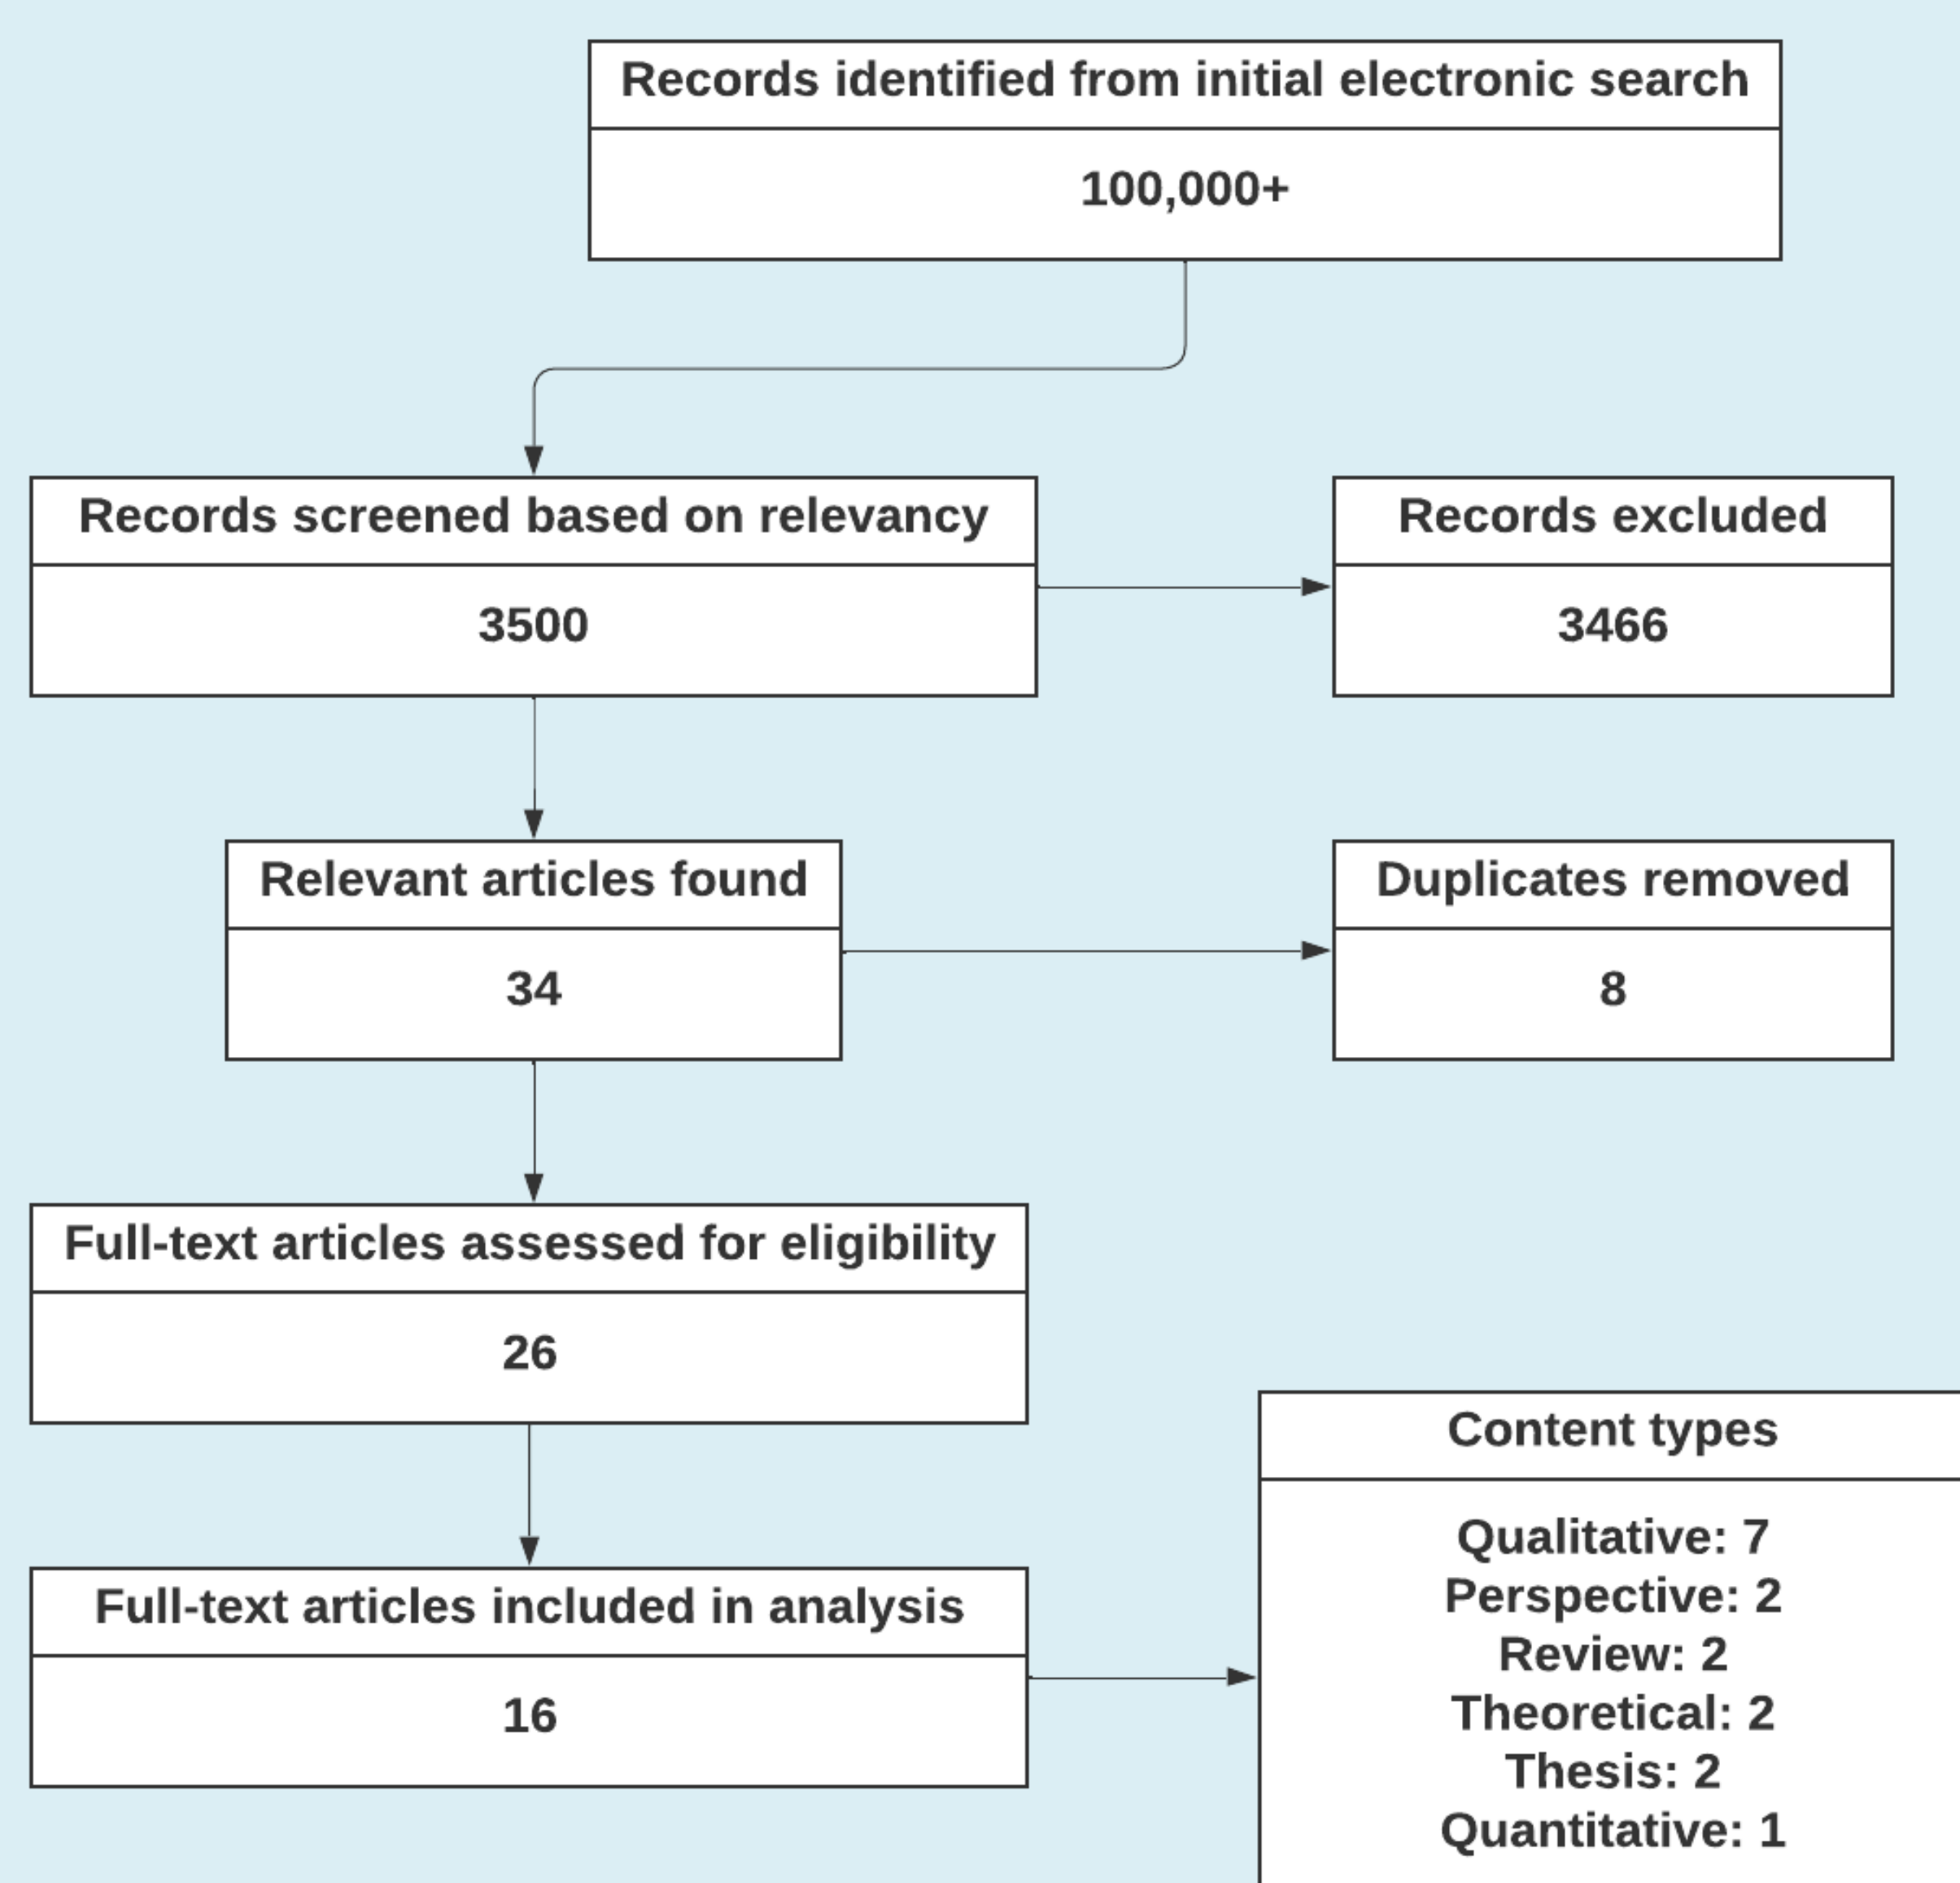 Records identified from initial electronic search
100,000+
Records screened based on relevancy
3500
Records excluded
3466
Relevant articles found
34
Duplicates removed
8
Full-text articles assessed for eligibility
26
Full-text articles included in analysis
16
Content types
Qualitative: 7
Perspective: 2
Review: 2
Theoretical: 2
Thesis: 2
Quantitative: 1